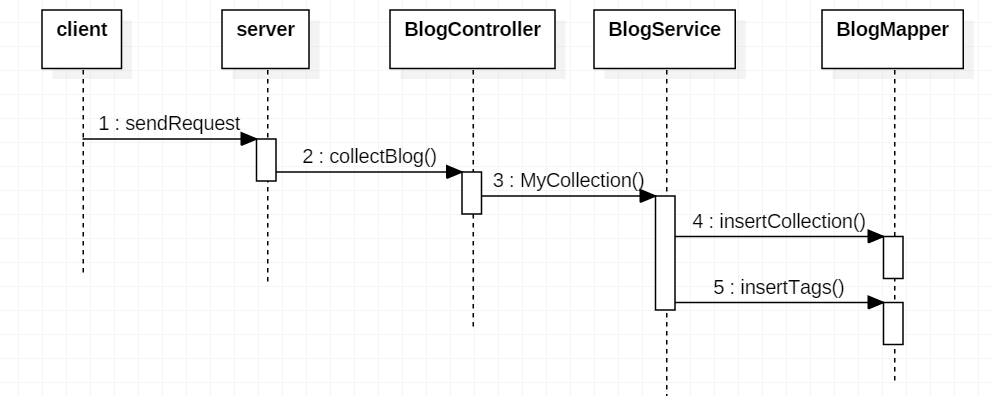 client
server
BlogController
BlogService
BlogMapper
1 : sendRequest
2 : collectBlog()
3 : MyCollection()
4 : insertCollection()
5 : insertTags()